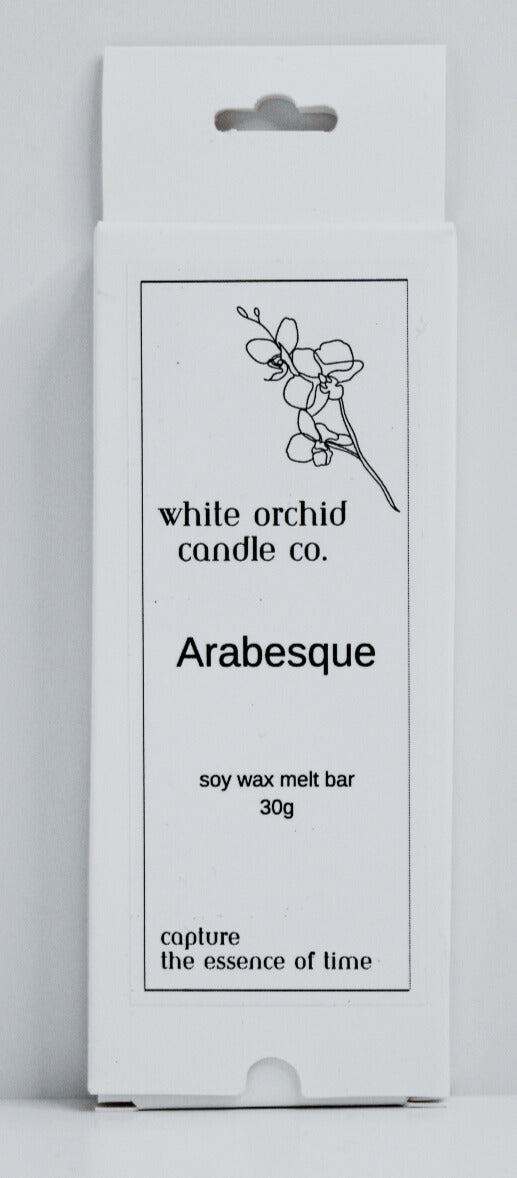 white orchid
candle co.
Arabesque
soy wax melt bar
30g
capture
the essence of time